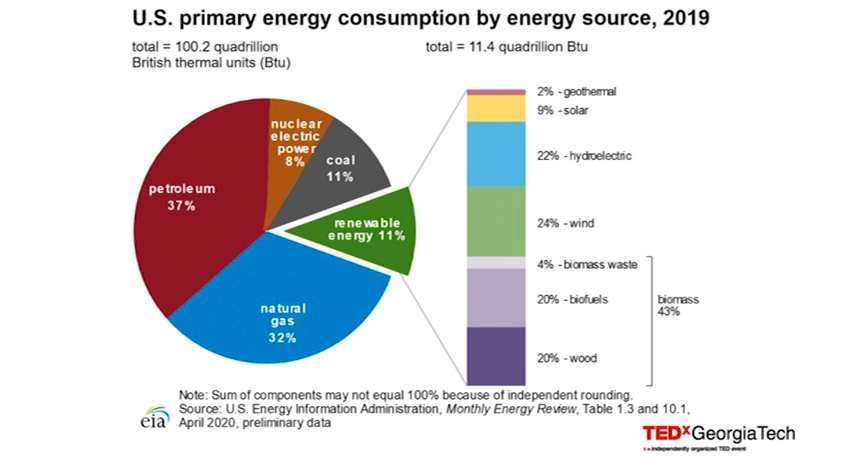 U.S. primary energy consumption by energy source, 2019
total = 100.2 quadrillion
British thermal units (Btu)
total = 11.4 quadrillion Btu
nuclear
electric
power
8%
coal
11%
petroleum
37%
renewable
energy 11%
natural
gas
32%
2% - geothermal
9% - solar
22% - hydroelectric
24% - wind
4% - biomass waste
20% - biofuels
20% - wood
biomass
43%
Note: Sum of components may not equal 100% because of independent rounding.
Source: U.S. Energy Information Administration, Monthly Energy Review, Table 1.3 and 10.1,
April 2020, preliminary data
eia
TEDxGeorgiaTech
x = independently organized TED event